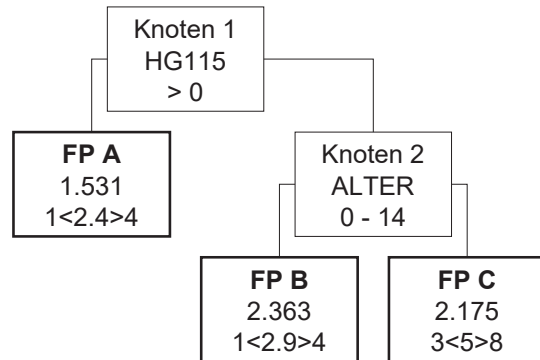 Knoten 1
HG115
> 0
FP A
1.531
1<2.4>4
Knoten 2
ALTER
0 - 14
FP B
2.363
1<2.9>4
FP C
2.175
3<5>8